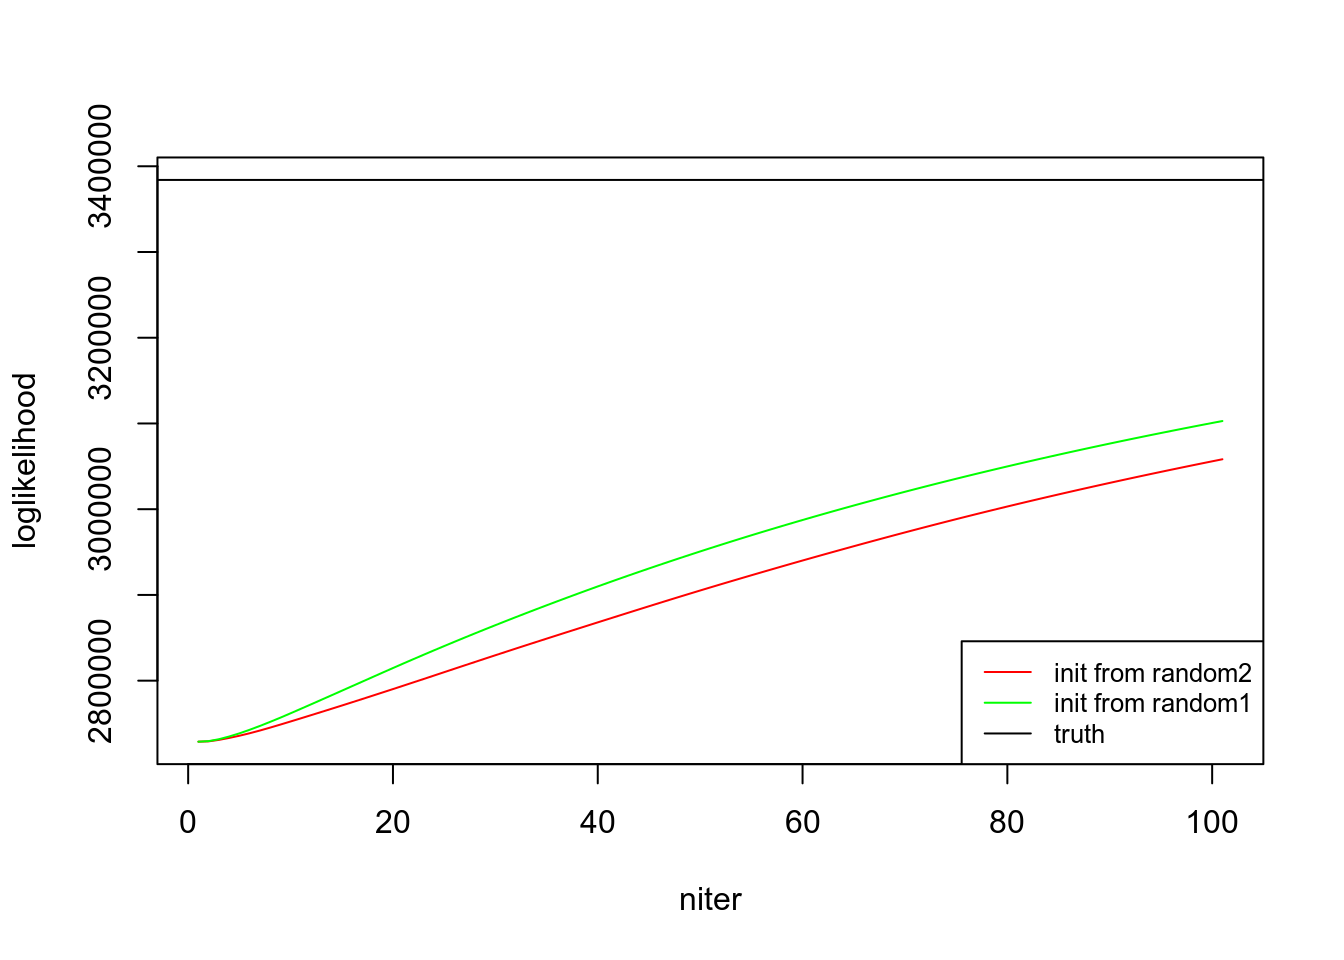 3400000
3200000
3000000
2800000
loglikelihood
init from random2
init from random1
truth
0 20 40 60 80 100
niter